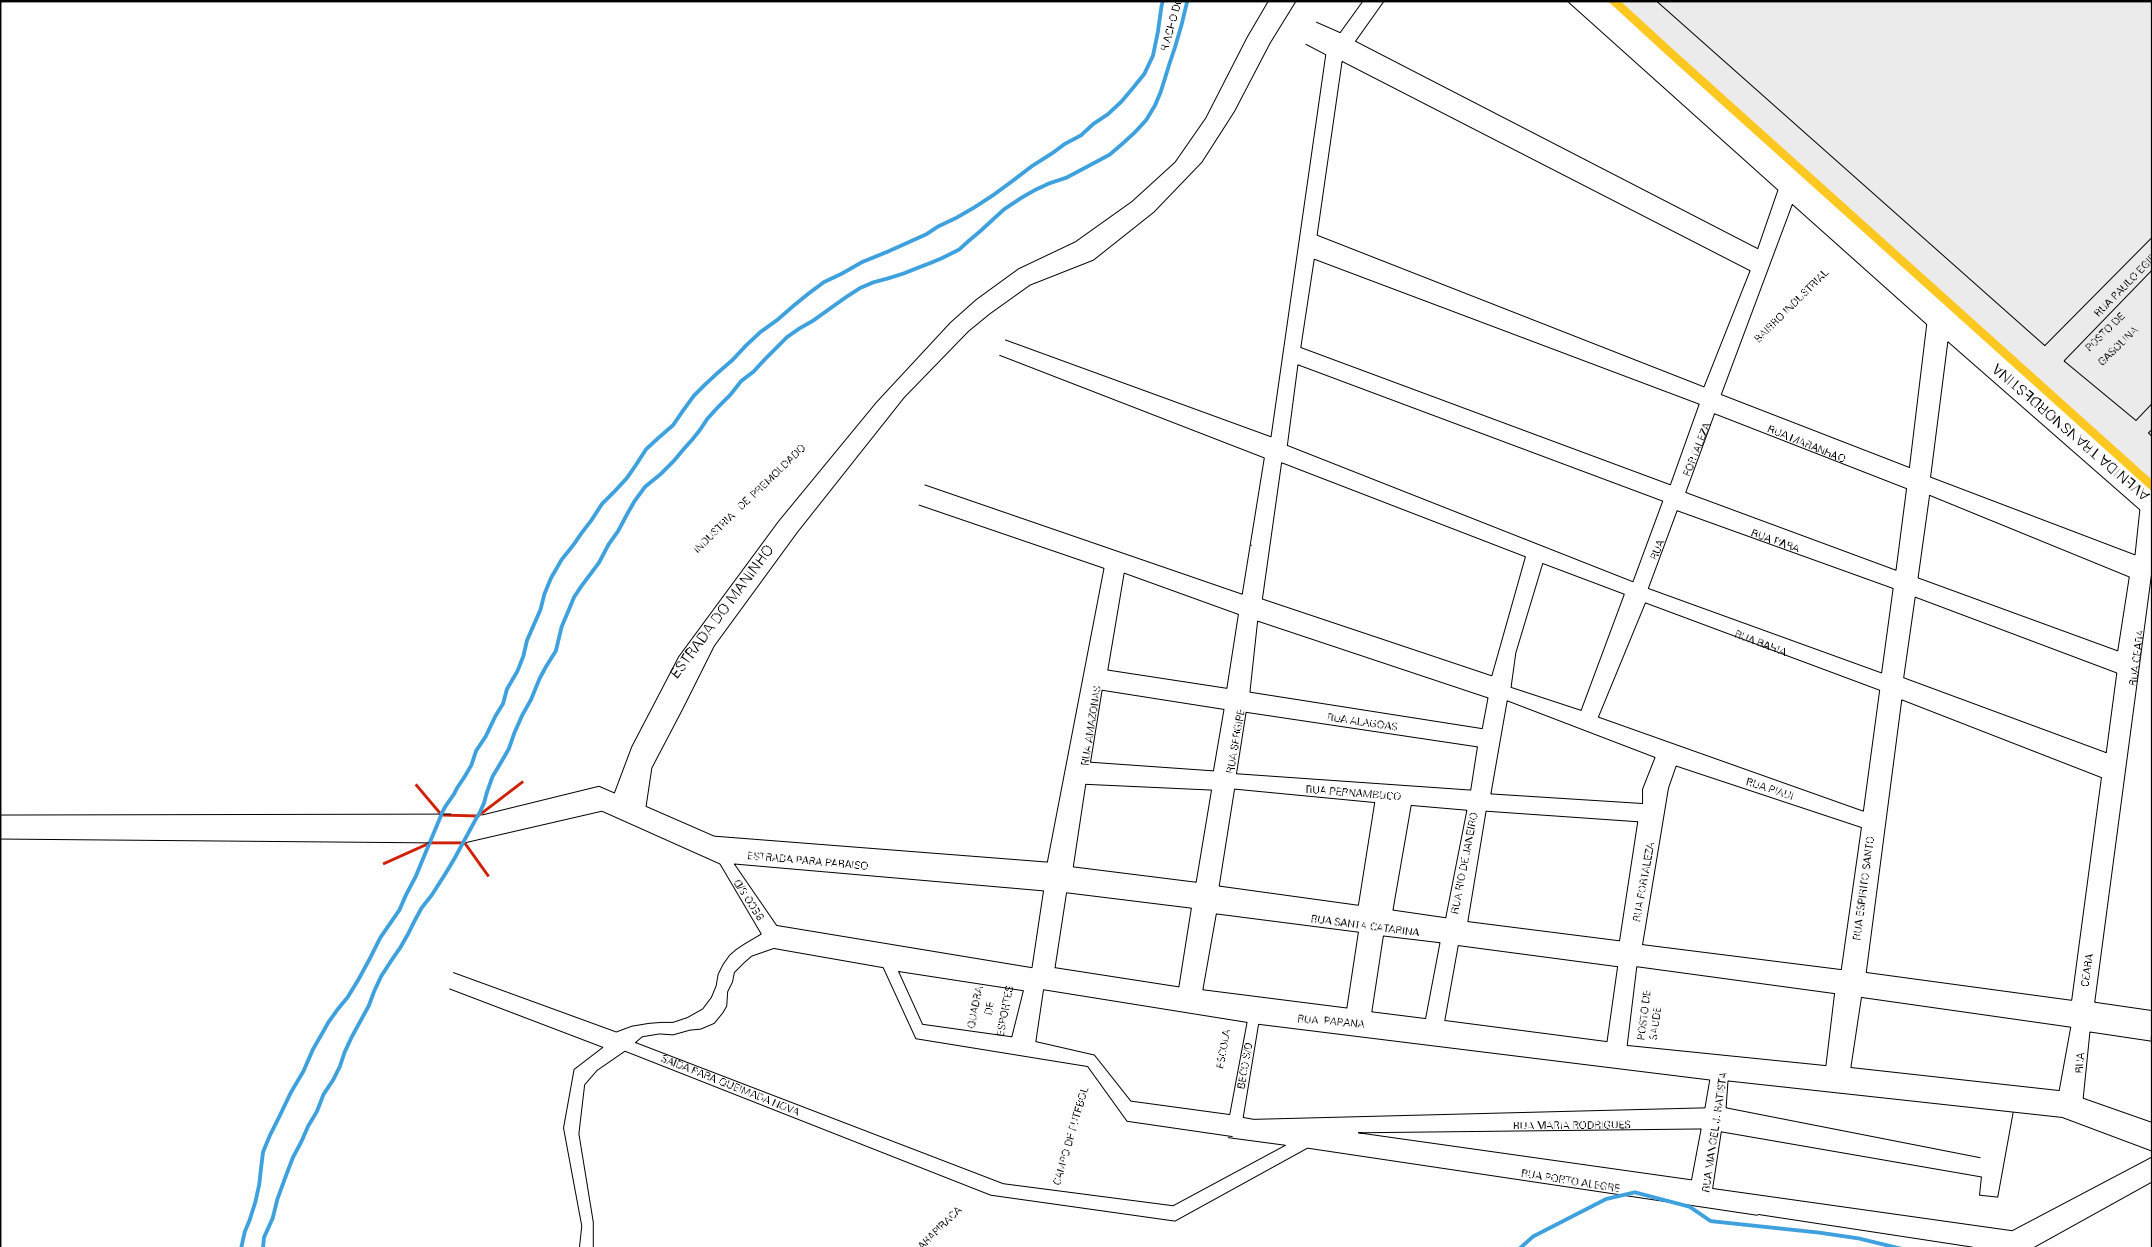 RUA PAULO
POSTO DE
GASOLINA
BAIRRO INDUSTRIAL
AVENIDA TRANSNORDESTINA
RUA MARANHAO
FORTALEZA
INDUSTRIA DE PREMOLDADO
RUA PARA
RUA
ESTRADA DO MANINHO
RUA BAHIA
RUA CEARA
RUA AMAZONAS
RUA SERGIPE
RUA ALAGOAS
RUA PERNAMBUCO
RUA PIAUI
ESTRADA PARA PARAISO
BECO S/D
RUA RIO DE JANEIRO
RUA FORTALEZA
RUA ESPIRITO SANTO
RUA SANTA CATARINA
CEARA
QUADRA
DE
ESPORTES
RUA PARANA
POSTO DE
SAUDE
ESCOLA
BECO S/D
RUA
SAIDA PARA QUEIMADA NOVA
CAMPO DE FUTEBOL
RUA MARIA RODRIGUES
RUA MANOEL J. BATISTA
RUA PORTO ALEGRE
ARAPIRACA